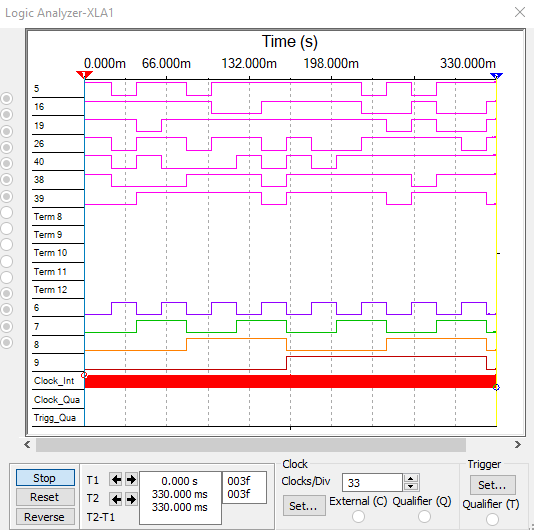 Logic Analyzer-XLA1
Time (s)
0.000m 66.000m 132.000m 198.000m 330.000m
1 2
5
16
19
26
40
38
39
Term 8
Term 9
Term 10
Term 11
Term 12
6
7
8
9
Clock_Int
Clock_Qua
Trigg_Qua
Stop
Reset
Reverse
T1 0.000 s 003f
T2 330.000 ms 003f
T2-T1 330.000 ms
Clock
Clocks/Div 33
Set... External (C) Qualifier (Q)
Trigger
Set...
Qualifier (T)